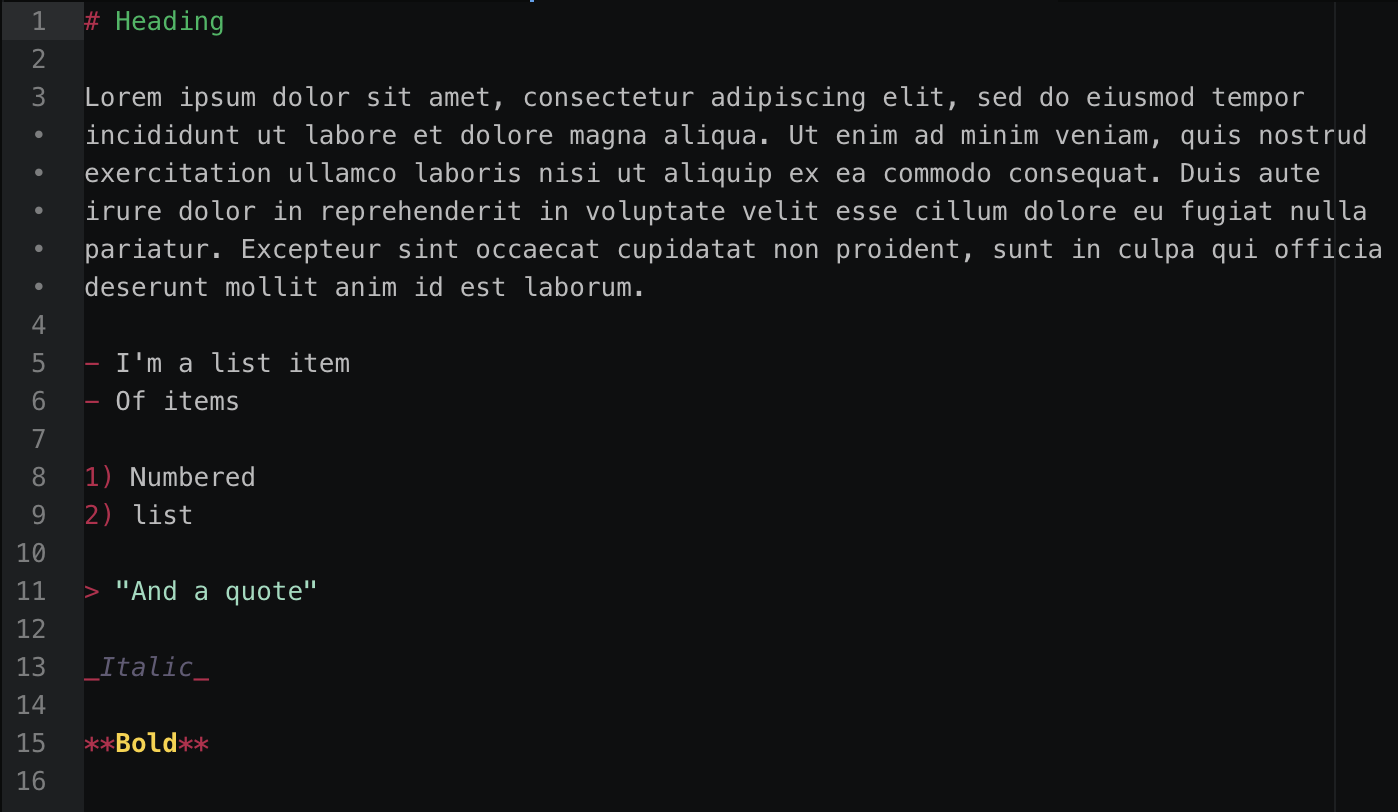 1 # Heading
2
3 Lorem ipsum dolor sit amet, consectetur adipiscing elit, sed do eiusmod tempor
• incididunt ut labore et dolore magna aliqua. Ut enim ad minim veniam, quis nostrud
• exercitation ullamco laboris nisi ut aliquip ex ea commodo consequat. Duis aute
• irure dolor in reprehenderit in voluptate velit esse cillum dolore eu fugiat nulla
• pariatur. Excepteur sint occaecat cupidatat non proident, sunt in culpa qui officia
• deserunt mollit anim id est laborum.
4
5 - I'm a list item
6 - Of items
7
8 1) Numbered
9 2) list
10
11 > "And a quote"
12
13 _Italic_
14
15 **Bold**
16